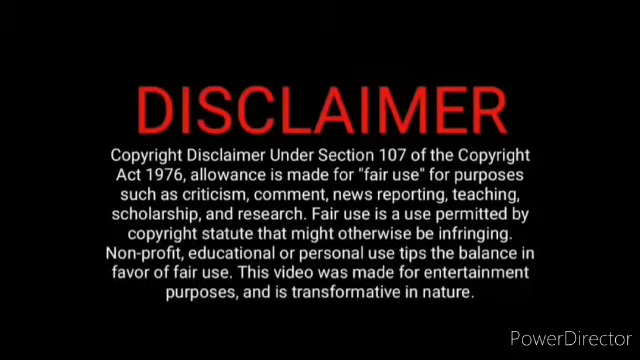 DISCLAIMER
Copyright Disclaimer Under Section 107 of the Copyright
Act 1976, allowance is made for "fair use" for purposes
such as criticism, comment, news reporting, teaching,
scholarship, and research. Fair use is a use permitted by
copyright statute that might otherwise be infringing.
Non-profit, educational or personal use tips the balance in
favor of fair use. This video was made for entertainment
purposes, and is transformative in nature.
PowerDirector